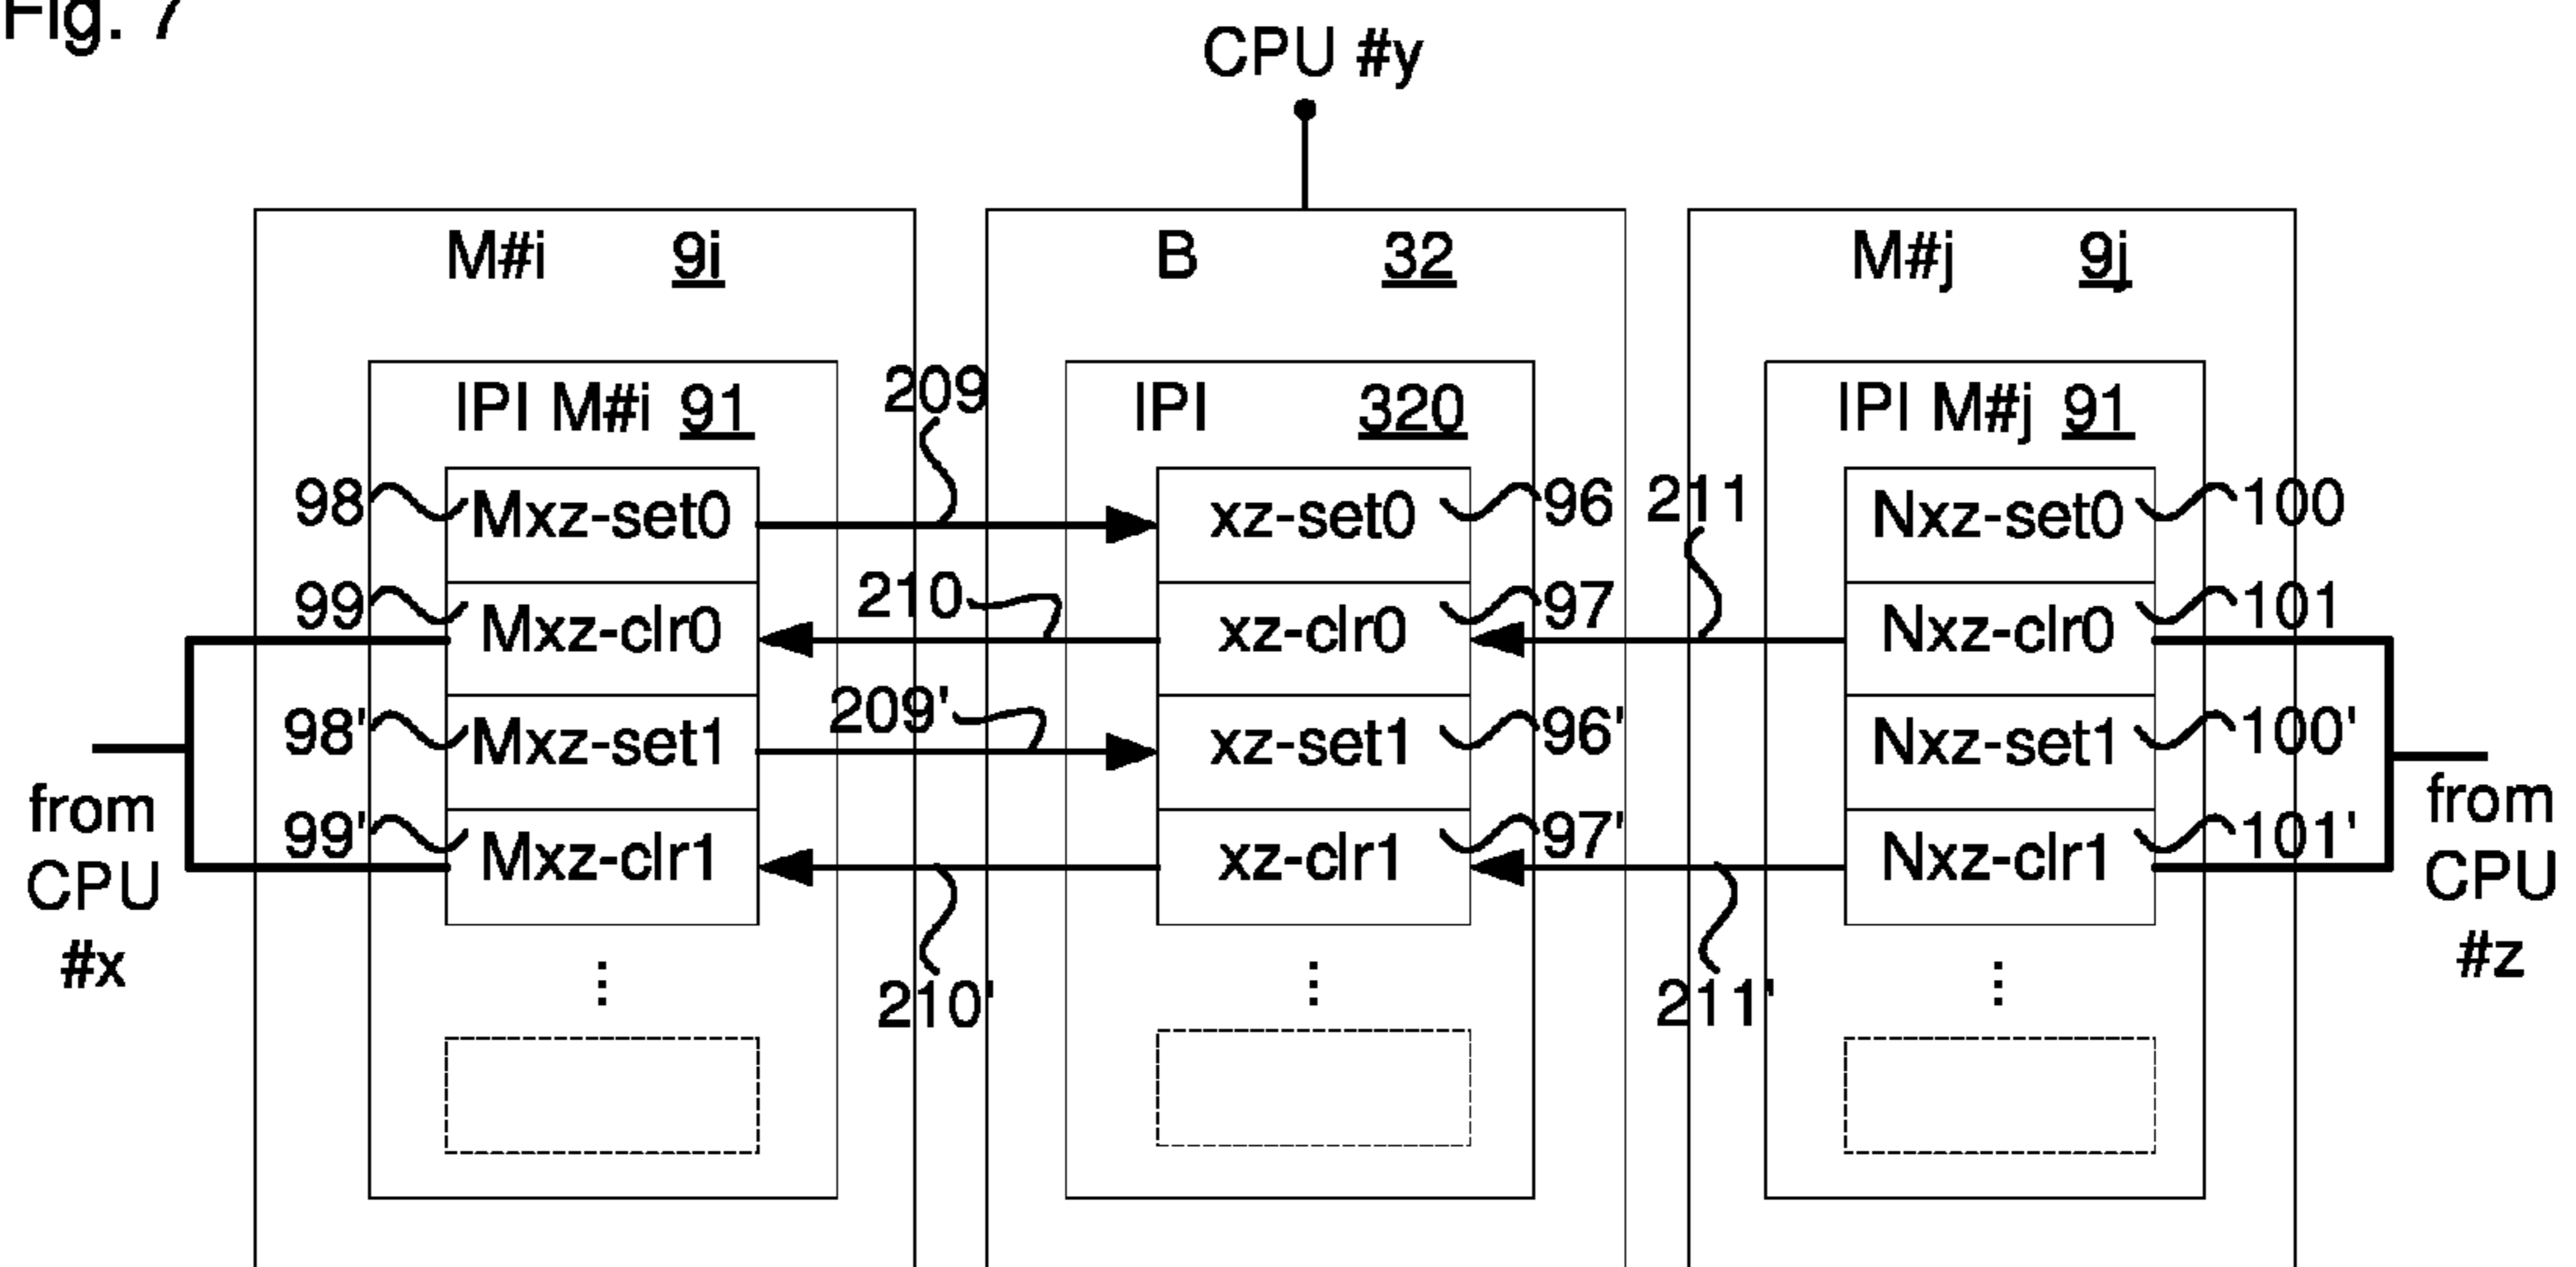 Fig. 7
CPU #y
M#i 9i
B 32
M#j 9j
IPI M#i 91
209
IPI 320
IPI M#j 91
98 Mxz-set0
xz-set0 96
211
Nxz-set0 100
99 Mxz-clr0
210
xz-clr0 97
Nxz-clr0 101
98' Mxz-set1
209'
xz-set1 96'
Nxz-set1 100'
99' Mxz-clr1
xz-clr1 97'
Nxz-clr1 101'
from
CPU
#x
from
CPU
#z
210'
211'